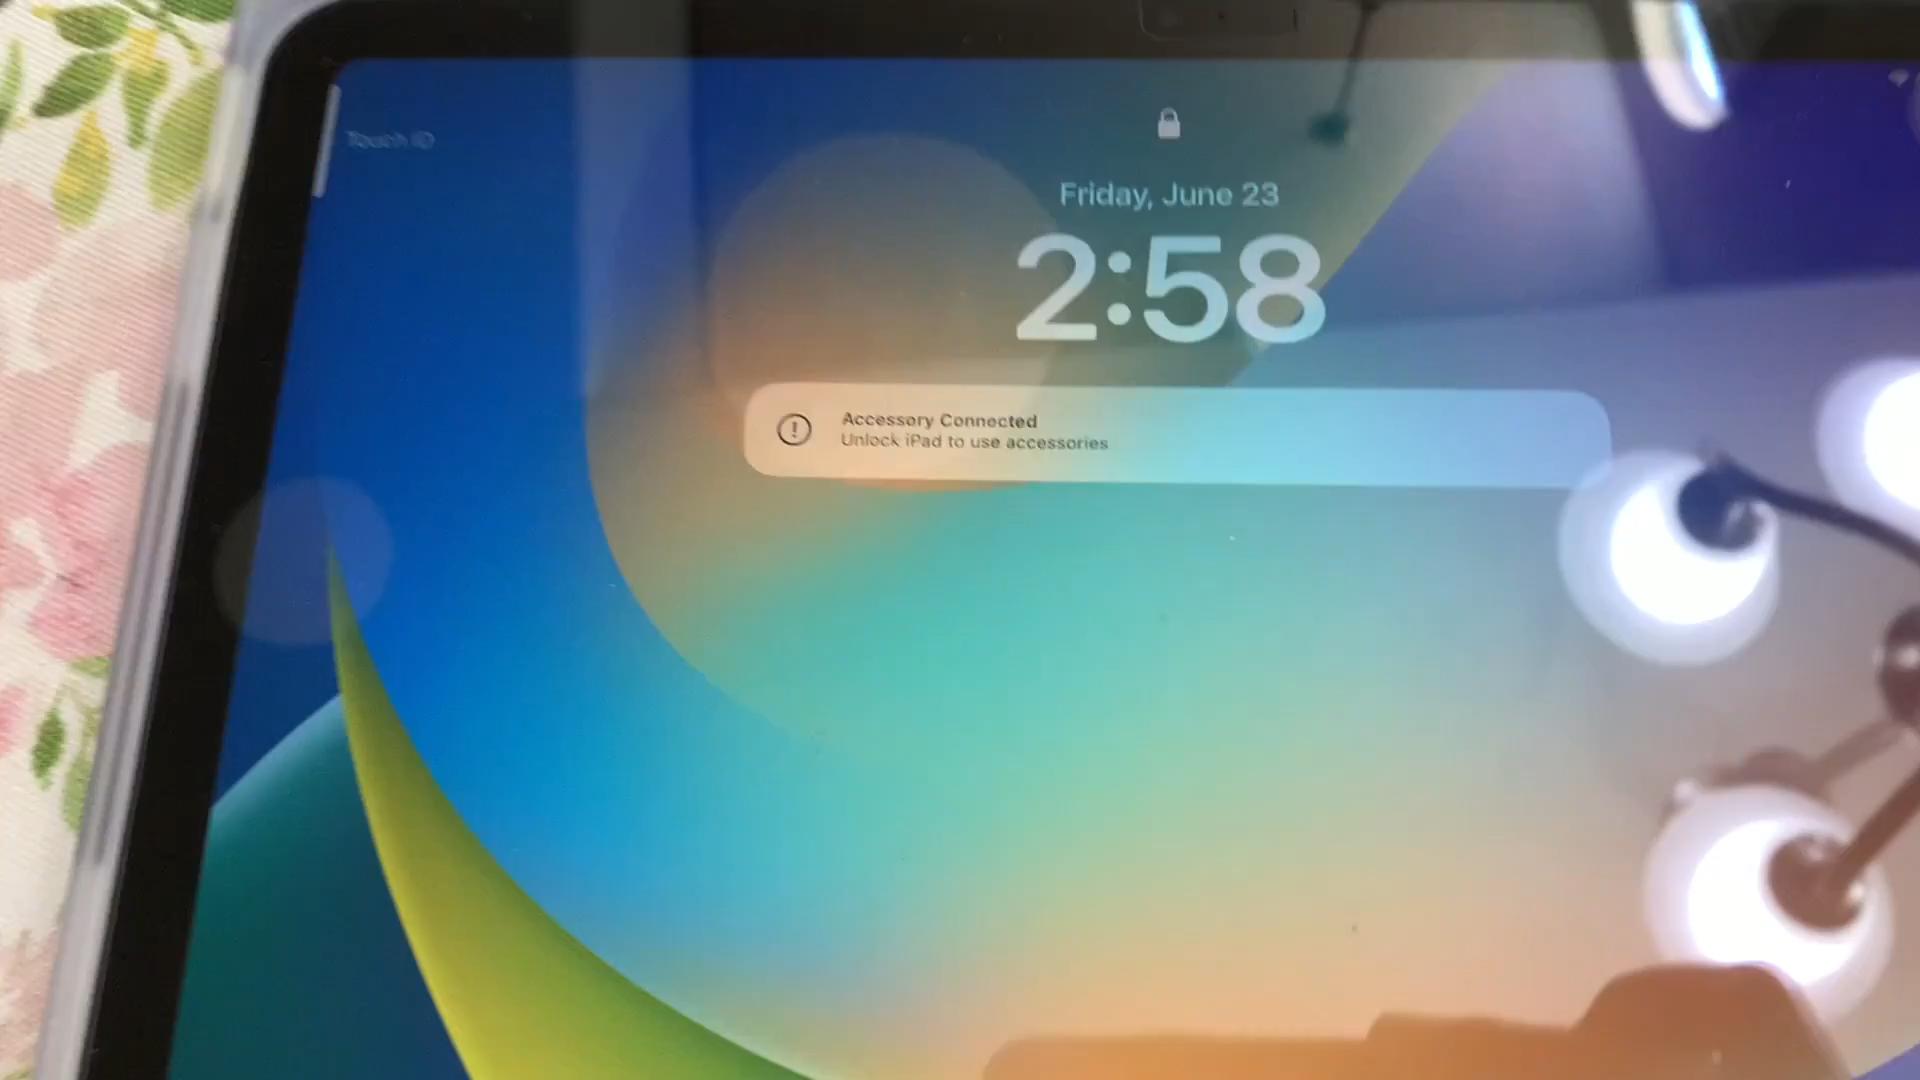 Touch ID
Friday, June 23
2:58
Accessory Connected
Unlock iPad to use accessories